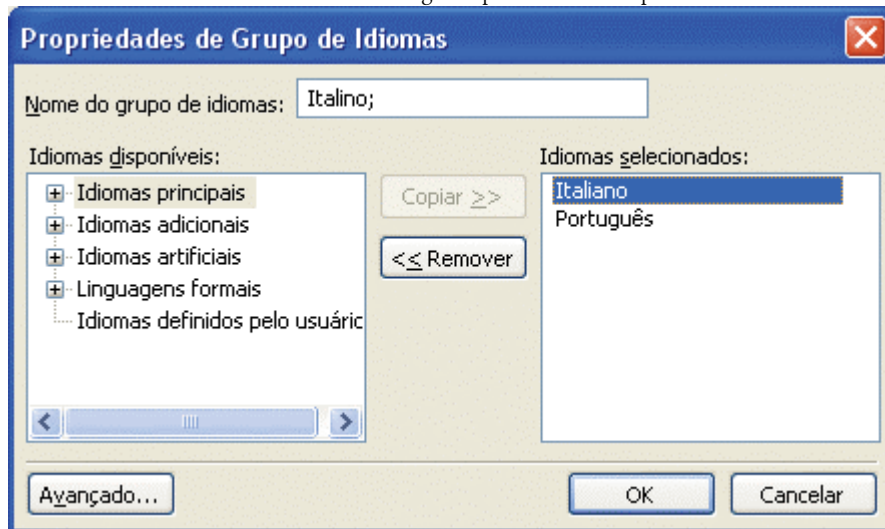 Propriedades de Grupo de Idiomas
Nome do grupo de idiomas: Italino;
Idiomas disponíveis:
Idiomas principais
Idiomas adicionais
Idiomas artificiais
Linguagens formais
Idiomas definidos pelo usuáric
Copiar >>
<< Remover
Idiomas selecionados:
Italiano
Português
Avançado...
OK
Cancelar